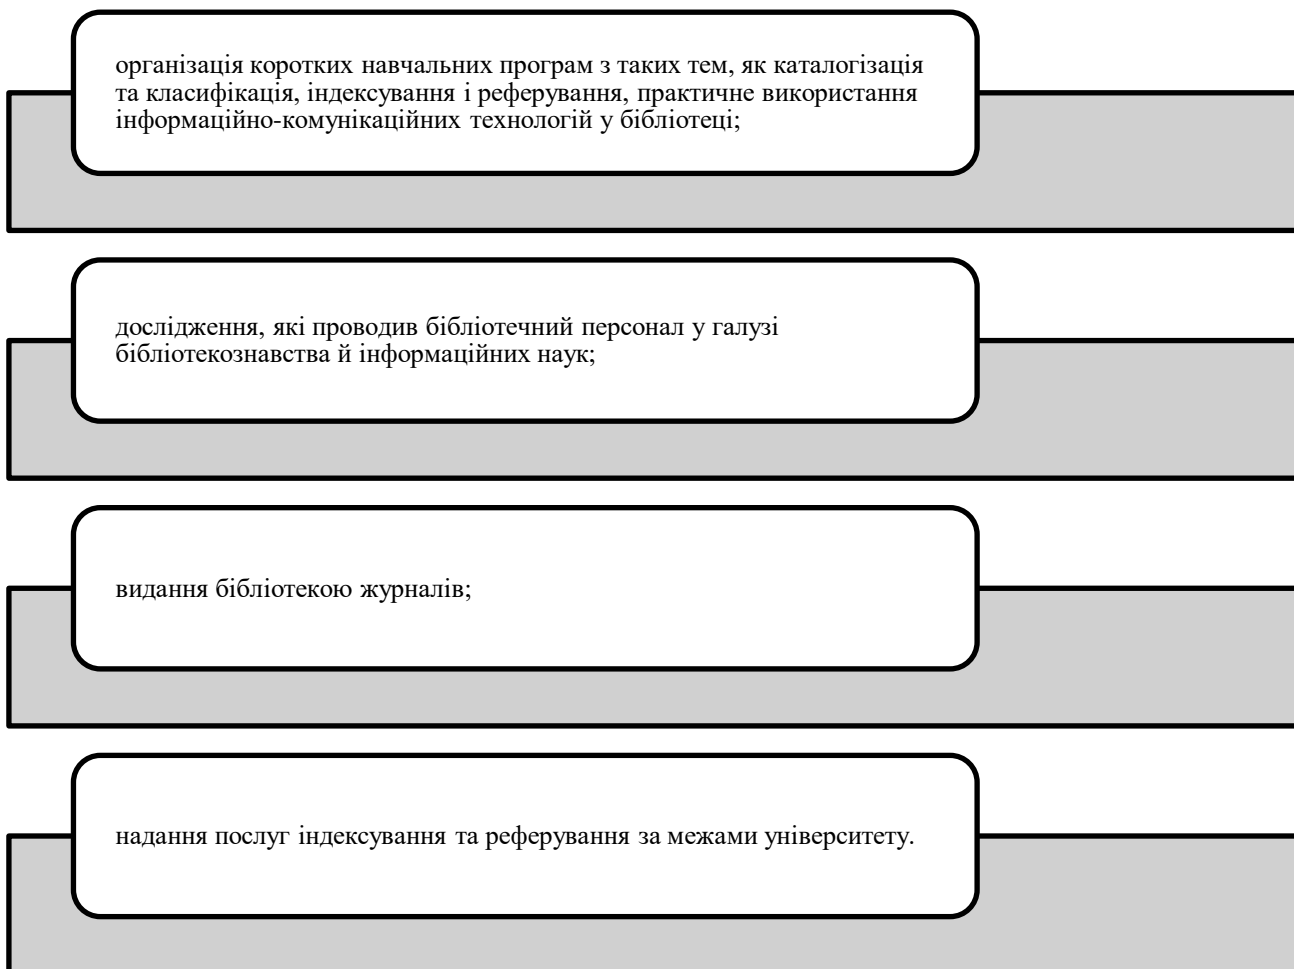 організація коротких навчальних програм з таких тем, як каталогізація
та класифікація, індексування і реферування, практичне використання
інформаційно-комунікаційних технологій у бібліотеці;
дослідження, які проводив бібліотечний персонал у галузі
бібліотекознавства й інформаційних наук;
видання бібліотекою журналів;
надання послуг індексування та реферування за межами університету.